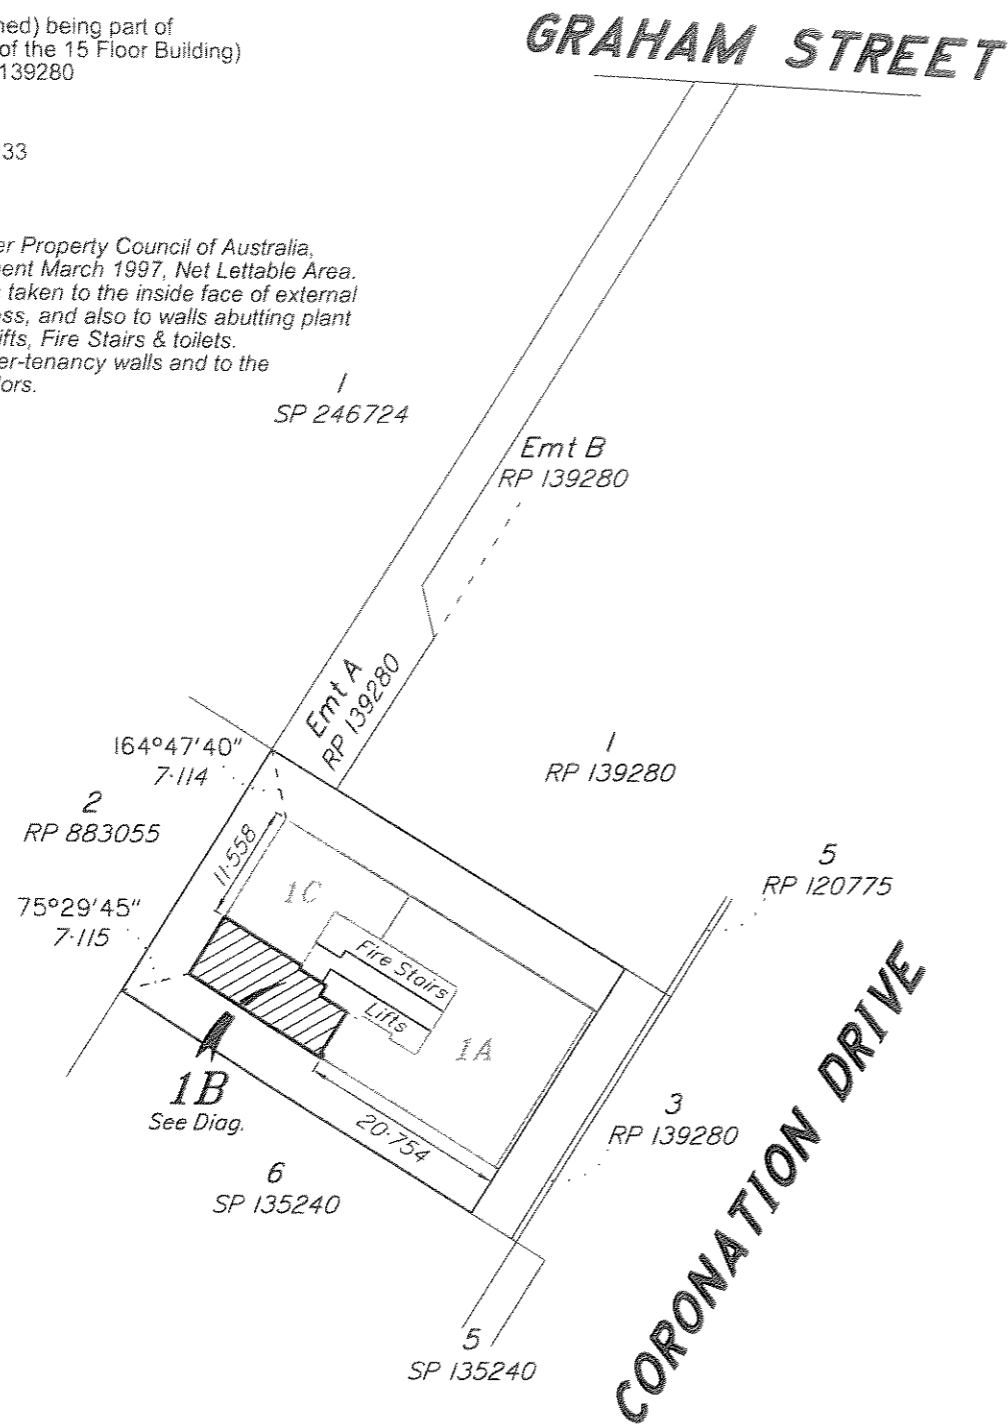 ned) being part of
of the 15 Floor Building)
139280
33
er Property Council of Australia,
ent March 1997, Net Lettable Area.
taken to the inside face of external
ss, and also to walls abutting plant
ifts, Fire Stairs & toilets.
er-tenancy walls and to the
ors.
GRAHAM STREET
1
SP 246724
Emt B
RP 139280
Emt A
RP 139280
164°47'40"
7·114
1
RP 139280
2
RP 883055
11·558
1C
5
RP 120775
75°29'45"
7·115
Fire Stairs
Lifts
1A
1B
See Diag.
20·754
3
RP 139280
6
SP 135240
CORONATION DRIVE
5
SP 135240